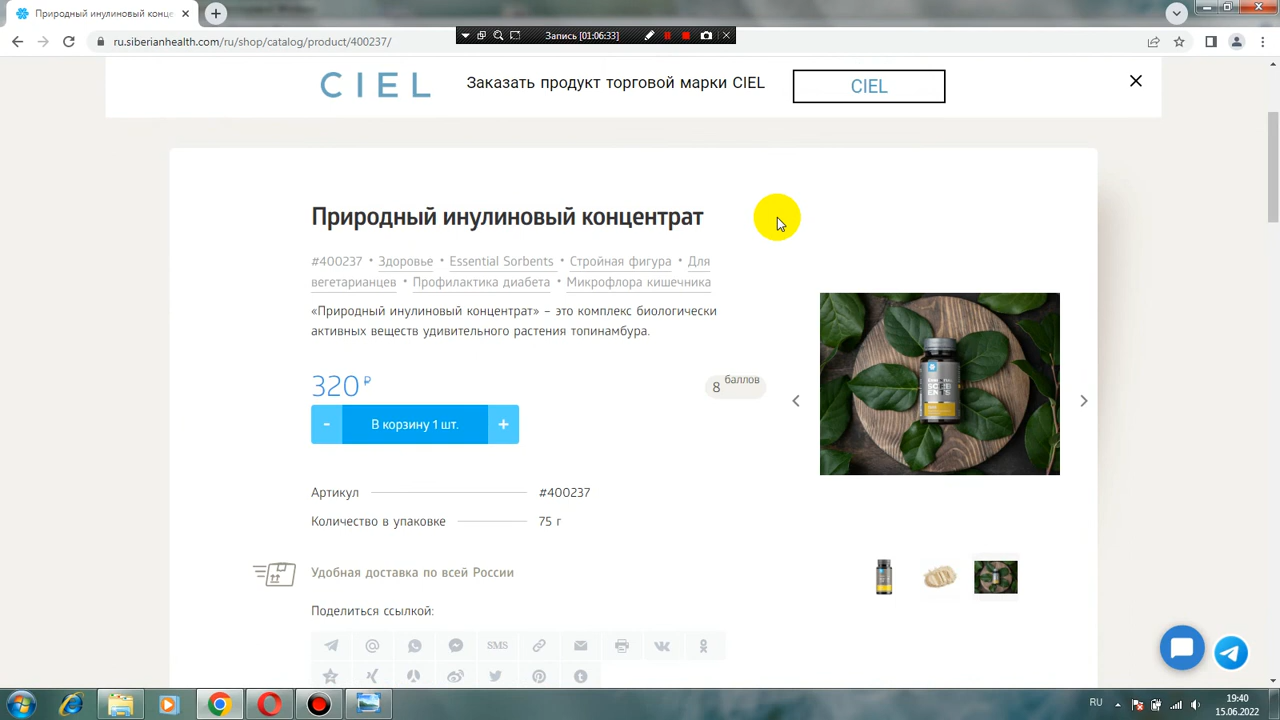 Природный инулиновый конце
ru.siberianhealth.com/ru/shop/catalog/product/400237/
Запись [01:06:33]
CIEL
Заказать продукт торговой марки CIEL
CIEL
Природный инулиновый концентрат
#400237 • Здоровье • Essential Sorbents • Стройная фигура • Для
вегетарианцев • Профилактика диабета • Микрофлора кишечника
«Природный инулиновый концентрат» – это комплекс биологически
активных веществ удивительного растения топинамбура.
320 ₽
8 баллов
- В корзину 1 шт. +
Артикул #400237
Количество в упаковке 75 г
Удобная доставка по всей России
Поделиться ссылкой:
SMS
RU
19:40
15.06.2022